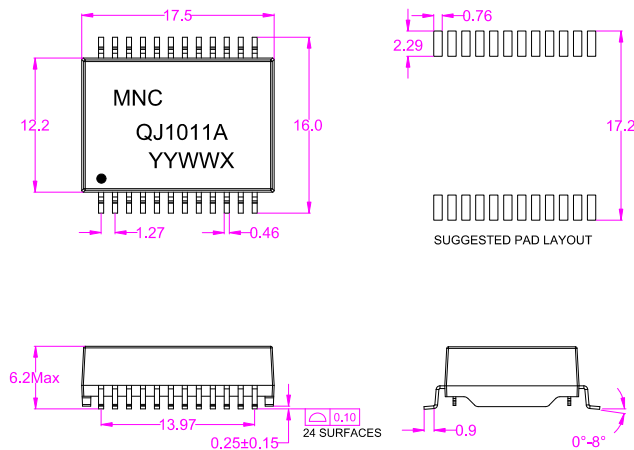 17.5
0.76
2.29
12.2
MNC
QJ1011A
YYWWX
16.0
17.2
1.27
0.46
SUGGESTED PAD LAYOUT
6.2Max
13.97
0.10
24 SURFACES
0.25±0.15
0.9
0°-8°